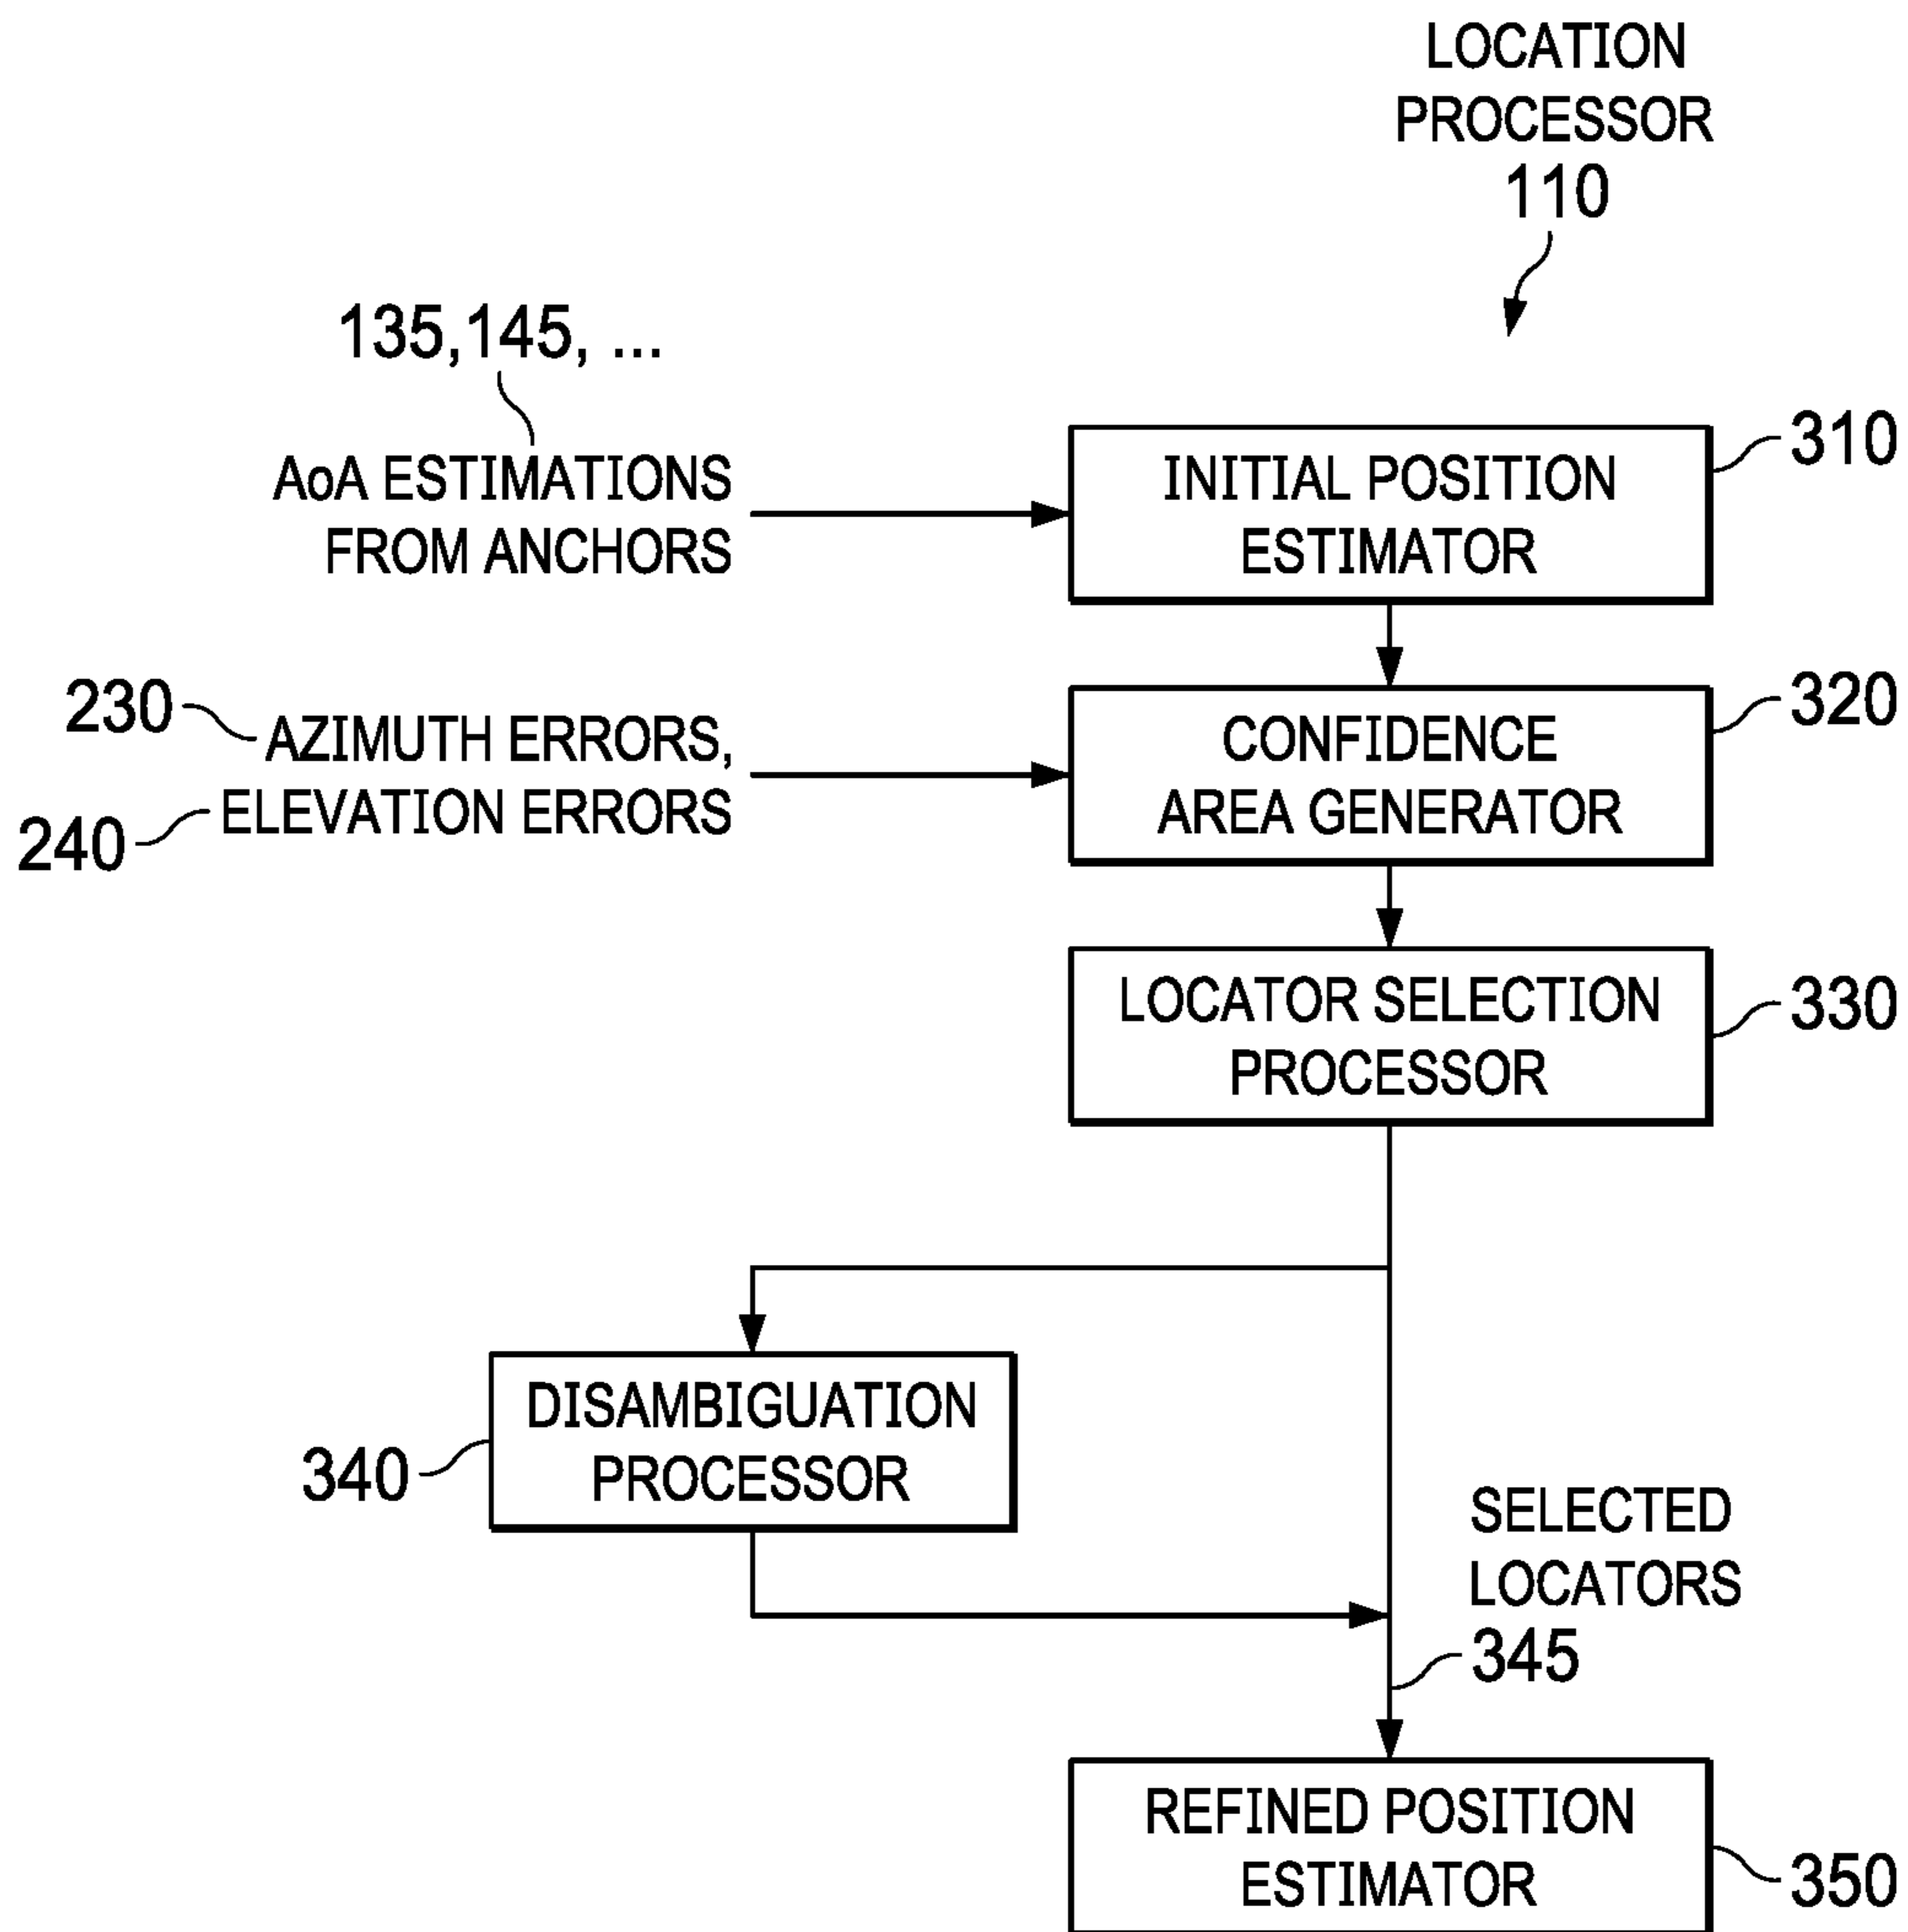 LOCATION
PROCESSOR
110
135,145, ...
AoA ESTIMATIONS
FROM ANCHORS
INITIAL POSITION
ESTIMATOR
310
230
AZIMUTH ERRORS,
ELEVATION ERRORS
240
CONFIDENCE
AREA GENERATOR
320
LOCATOR SELECTION
PROCESSOR
330
DISAMBIGUATION
PROCESSOR
340
SELECTED
LOCATORS
345
REFINED POSITION
ESTIMATOR
350